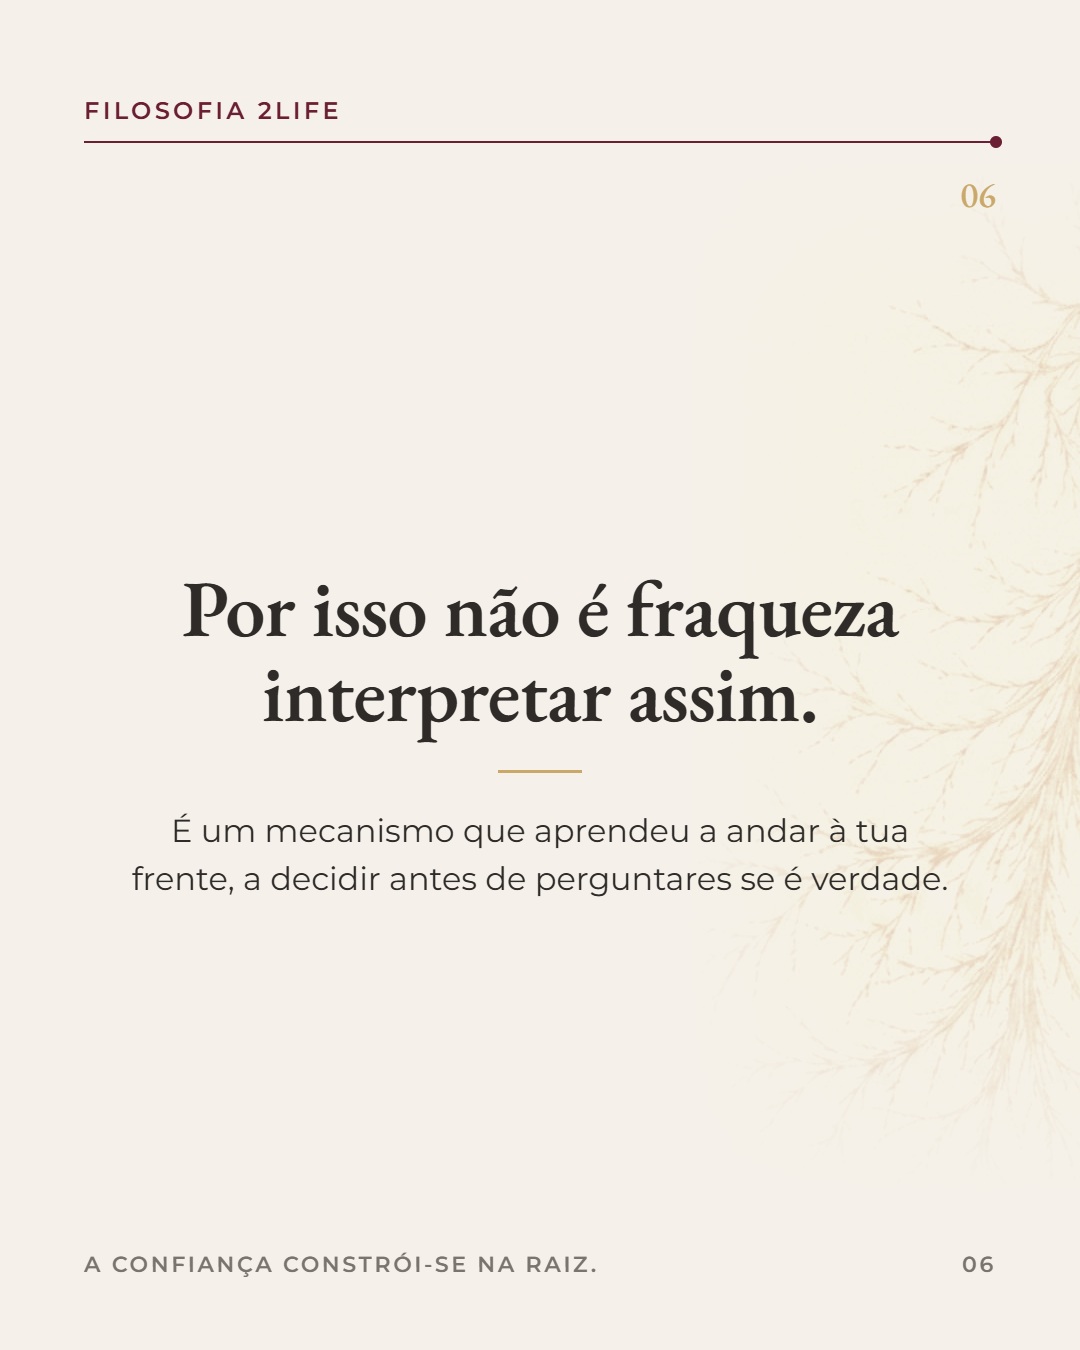 FILOSOFIA 2LIFE
06
Por isso não é fraqueza
interpretar assim.
É um mecanismo que aprendeu a andar à tua
frente, a decidir antes de perguntares se é verdade.
A CONFIANÇA CONSTRÓI-SE NA RAIZ.
06